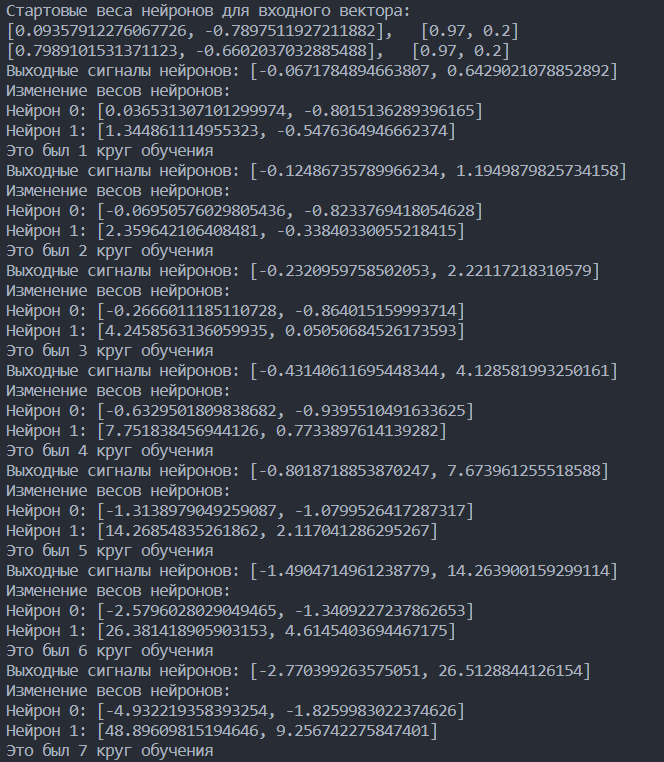 Стартовые веса нейронов для входного вектора:
[0.09357912276067726, -0.7897511927211882],   [0.97, 0.2]
[0.7989101531371123, -0.6602037032885488],   [0.97, 0.2]
Выходные сигналы нейронов: [-0.0671784894663807, 0.6429021078852892]
Изменение весов нейронов:
Нейрон 0: [0.036531307101299974, -0.8015136289396165]
Нейрон 1: [1.344861114955323, -0.5476364946662374]
Это был 1 круг обучения
Выходные сигналы нейронов: [-0.12486735789966234, 1.1949879825734158]
Изменение весов нейронов:
Нейрон 0: [-0.06950576029805436, -0.8233769418054628]
Нейрон 1: [2.359642106408481, -0.33840330055218415]
Это был 2 круг обучения
Выходные сигналы нейронов: [-0.2320959758502053, 2.22117218310579]
Изменение весов нейронов:
Нейрон 0: [-0.2666011185110728, -0.864015159993714]
Нейрон 1: [4.2458563136059935, 0.05050684526173593]
Это был 3 круг обучения
Выходные сигналы нейронов: [-0.43140611695448344, 4.128581993250161]
Изменение весов нейронов:
Нейрон 0: [-0.6329501809838682, -0.9395510491633625]
Нейрон 1: [7.751838456944126, 0.7733897614139282]
Это был 4 круг обучения
Выходные сигналы нейронов: [-0.8018718853870247, 7.673961255518588]
Изменение весов нейронов:
Нейрон 0: [-1.3138979049259087, -1.0799526417287317]
Нейрон 1: [14.26854835261862, 2.117041286295267]
Это был 5 круг обучения
Выходные сигналы нейронов: [-1.4904714961238779, 14.263900159299114]
Изменение весов нейронов:
Нейрон 0: [-2.5796028029049465, -1.3409227237862653]
Нейрон 1: [26.381418905903153, 4.6145403694467175]
Это был 6 круг обучения
Выходные сигналы нейронов: [-2.770399263575051, 26.5128844126154]
Изменение весов нейронов:
Нейрон 0: [-4.932219358393254, -1.8259983022374626]
Нейрон 1: [48.89609815194646, 9.256742275847401]
Это был 7 круг обучения